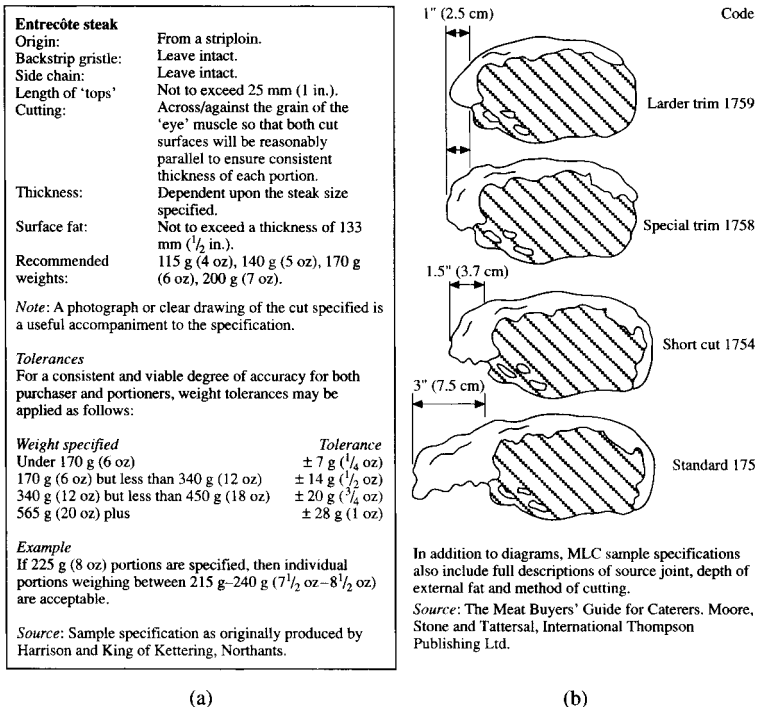 Entrecôte steak
Origin: From a striploin.
Backstrip gristle: Leave intact.
Side chain: Leave intact.
Length of 'tops' Not to exceed 25 mm (1 in.).
Cutting: Across/against the grain of the
'eye' muscle so that both cut
surfaces will be reasonably
parallel to ensure consistent
thickness of each portion.
Thickness: Dependent upon the steak size
specified.
Surface fat: Not to exceed a thickness of 133
mm (1/2 in.).
Recommended 115 g (4 oz), 140 g (5 oz), 170 g
weights: (6 oz), 200 g (7 oz).
Note: A photograph or clear drawing of the cut specified is
a useful accompaniment to the specification.
Tolerances
For a consistent and viable degree of accuracy for both
purchaser and portioners, weight tolerances may be
applied as follows:
Weight specified Tolerance
Under 170 g (6 oz) ± 7 g (1/4 oz)
170 g (6 oz) but less than 340 g (12 oz) ± 14 g (1/2 oz)
340 g (12 oz) but less than 450 g (18 oz) ± 20 g (3/4 oz)
565 g (20 oz) plus ± 28 g (1 oz)
Example
If 225 g (8 oz) portions are specified, then individual
portions weighing between 215 g–240 g (7 1/2 oz–8 1/2 oz)
are acceptable.
Source: Sample specification as originally produced by
Harrison and King of Kettering, Northants.
(a)
1" (2.5 cm) Code
Larder trim 1759
Special trim 1758
1.5" (3.7 cm)
Short cut 1754
3" (7.5 cm)
Standard 175
In addition to diagrams, MLC sample specifications
also include full descriptions of source joint, depth of
external fat and method of cutting.
Source: The Meat Buyers' Guide for Caterers. Moore,
Stone and Tattersal, International Thompson
Publishing Ltd.
(b)